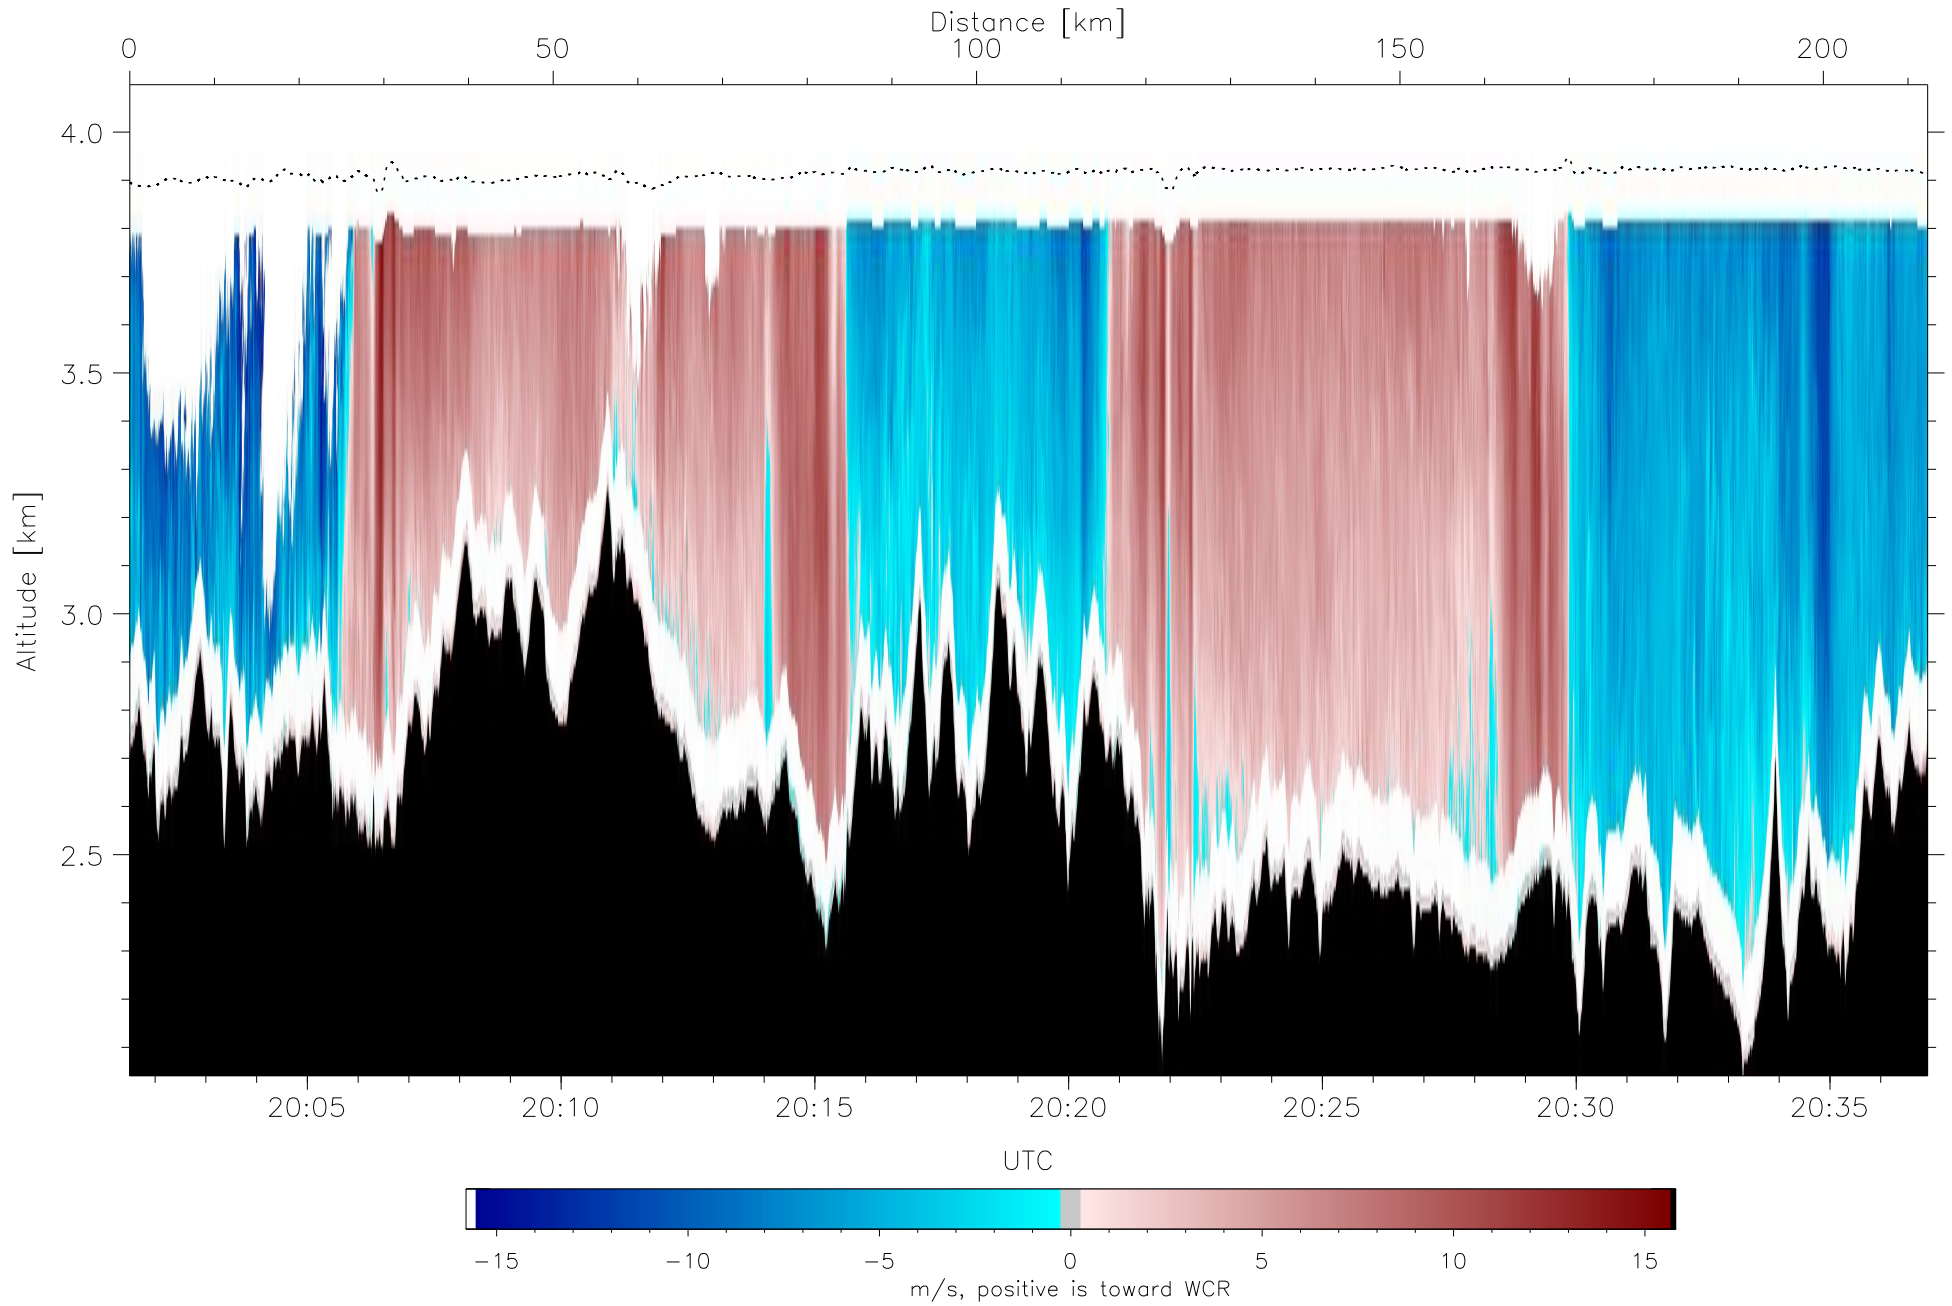 Distance [km]
0 50 100 150 200
4.0
3.5
3.0
2.5
Altitude [km]
20:05 20:10 20:15 20:20 20:25 20:30 20:35
UTC
−15 −10 −5 0 5 10 15
m/s, positive is toward WCR